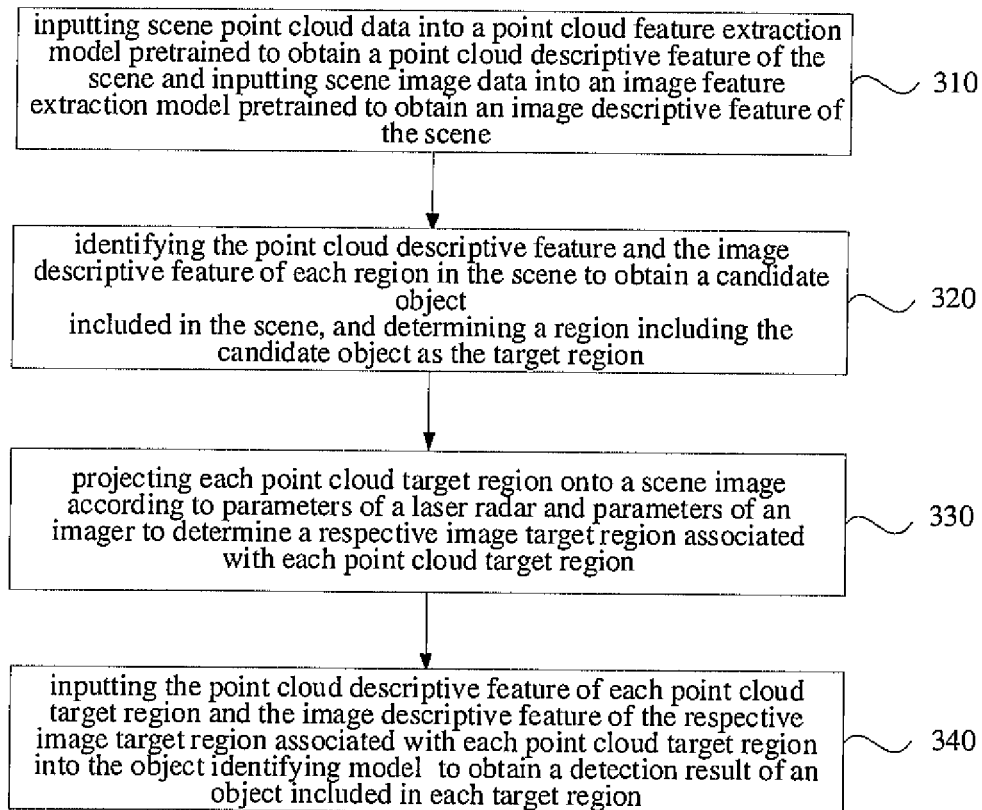 inputting scene point cloud data into a point cloud feature extraction
model pretrained to obtain a point cloud descriptive feature of the
scene and inputting scene image data into an image feature
extraction model pretrained to obtain an image descriptive feature of
the scene
310
identifying the point cloud descriptive feature and the image
descriptive feature of each region in the scene to obtain a candidate
object
included in the scene, and determining a region including the
candidate object as the target region
320
projecting each point cloud target region onto a scene image
according to parameters of a laser radar and parameters of an
imager to determine a respective image target region associated
with each point cloud target region
330
inputting the point cloud descriptive feature of each point cloud
target region and the image descriptive feature of the respective
image target region associated with each point cloud target region
into the object identifying model to obtain a detection result of an
object included in each target region
340